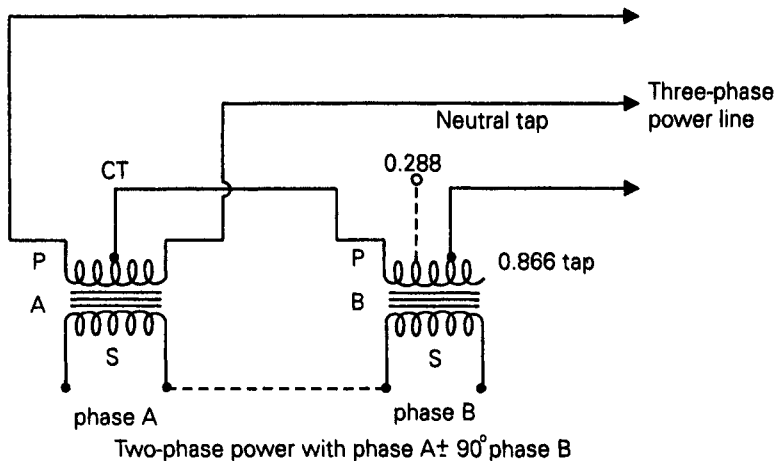 Three-phase
power line
Neutral tap
CT
0.288
P
P
0.866 tap
A
B
S
S
phase A
phase B
Two-phase power with phase A± 90° phase B